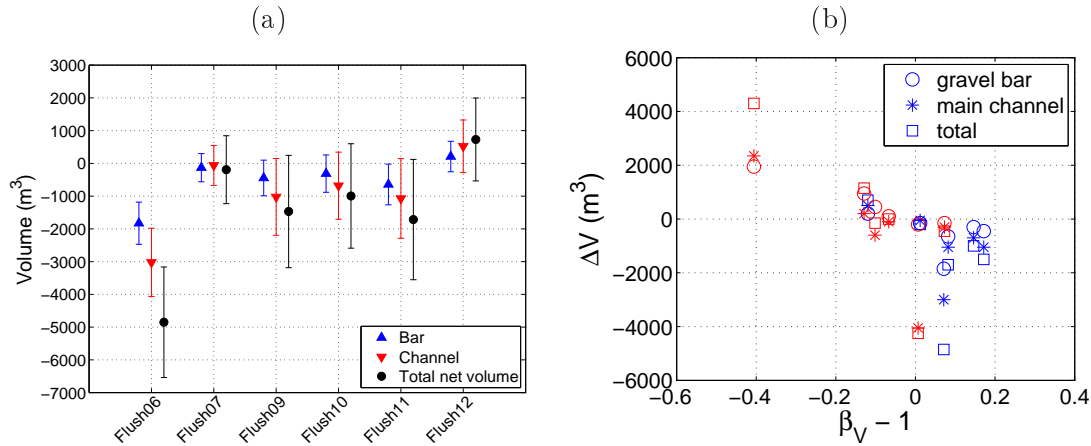 (a)
3000
2000
1000
0
−1000
−2000
−3000
−4000
−5000
−6000
−7000
Volume (m³)
Bar
Channel
Total net volume
Flush06
Flush07
Flush09
Flush10
Flush11
Flush12
(b)
6000
4000
2000
0
−2000
−4000
−6000
ΔV (m³)
gravel bar
main channel
total
−0.6
−0.4
−0.2
0
0.2
0.4
β_V − 1